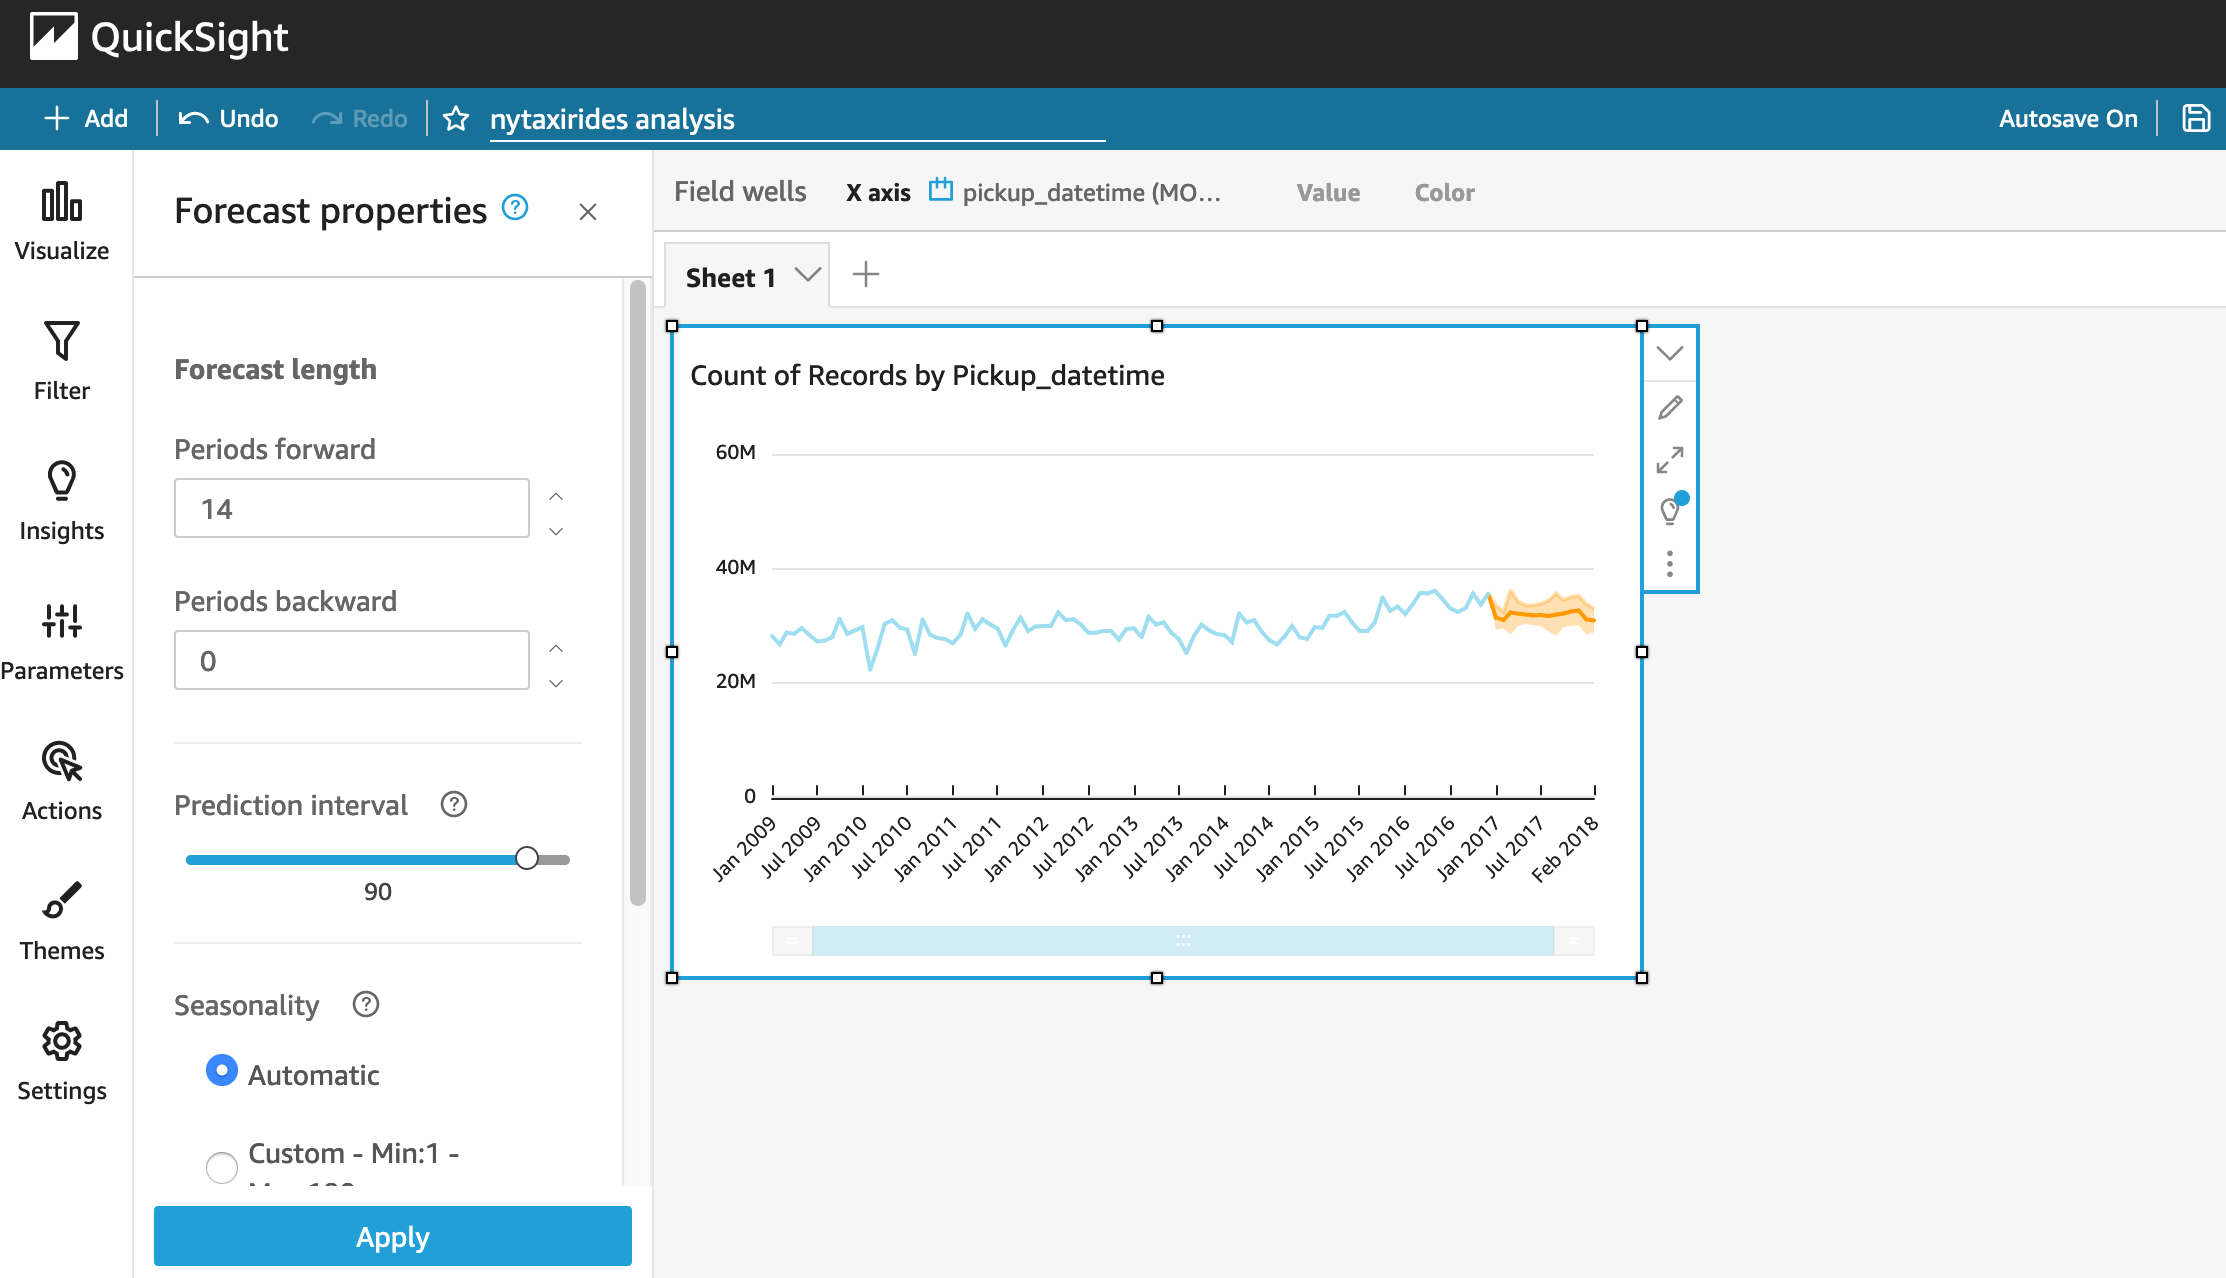 QuickSight
Add Undo Redo nytaxirides analysis Autosave On
Visualize
Filter
Insights
Parameters
Actions
Themes
Settings
Forecast properties ?
Forecast length
Periods forward
14
Periods backward
0
Prediction interval ?
90
Seasonality ?
Automatic
Custom - Min:1 -
Apply
Field wells X axis pickup_datetime (MO... Value Color
Sheet 1
Count of Records by Pickup_datetime
60M
40M
20M
0
Jan 2009 Jul 2009 Jan 2010 Jul 2010 Jan 2011 Jul 2011 Jan 2012 Jul 2012 Jan 2013 Jul 2013 Jan 2014 Jul 2014 Jan 2015 Jul 2015 Jan 2016 Jul 2016 Jan 2017 Jul 2017 Feb 2018